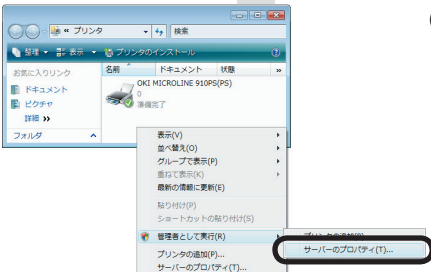 « プリンタ
検索
整理 表示 プリンタのインストール
お気に入りリンク
ドキュメント
ピクチャ
詳細 »
フォルダ
名前 ドキュメント 状態 »
OKI MICROLINE 910PS(PS)
0
準備完了
表示(V)
並べ替え(O)
グループで表示(P)
重ねて表示(K)
最新の情報に更新(E)
貼り付け(P)
ショートカットの貼り付け(S)
管理者として実行(R)
プリンタの追加(P)...
サーバーのプロパティ(T)...
プリンタの追加(P)...
サーバーのプロパティ(T)...